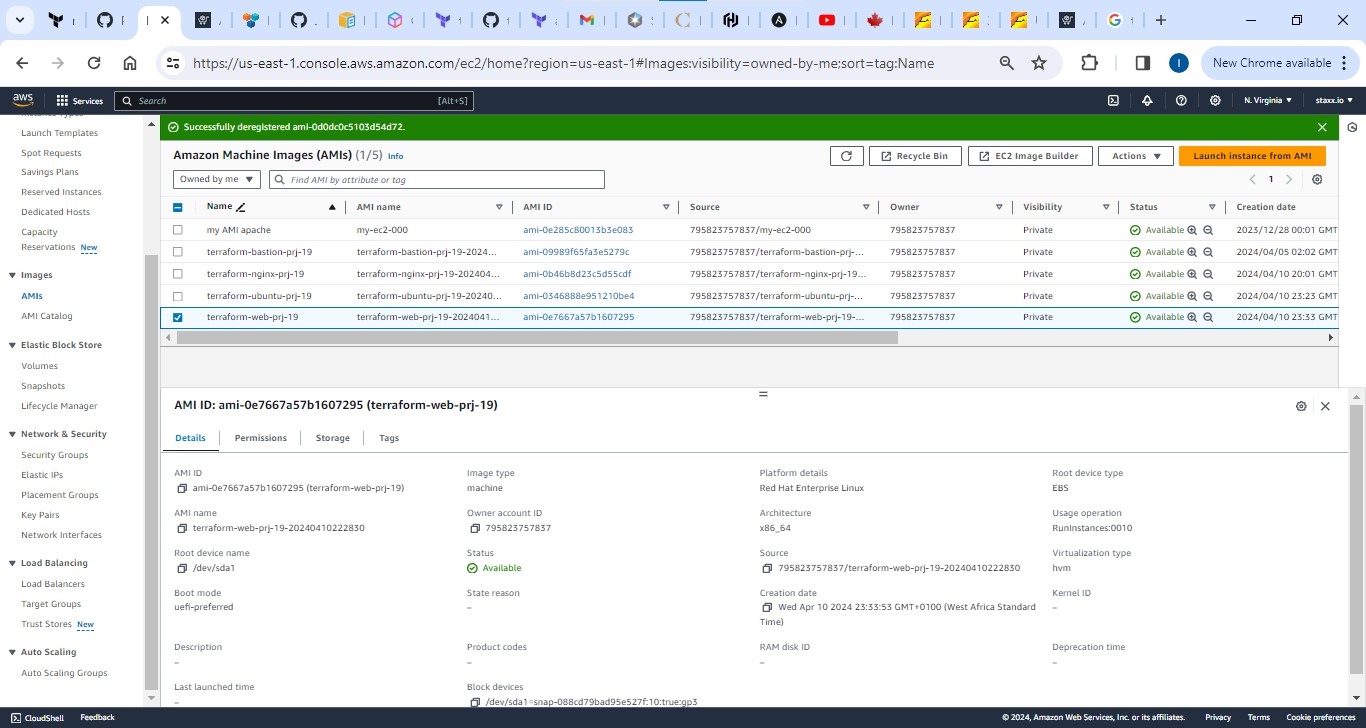 https://us-east-1.console.aws.amazon.com/ec2/home?region=us-east-1#Images:visibility=owned-by-me;sort=tag:Name
New Chrome available
aws
Services
Search
[Alt+S]
N. Virginia
staxx.io
Launch Templates
Spot Requests
Savings Plans
Reserved Instances
Dedicated Hosts
Capacity
Reservations New
Images
AMIs
AMI Catalog
Elastic Block Store
Volumes
Snapshots
Lifecycle Manager
Network & Security
Security Groups
Elastic IPs
Placement Groups
Key Pairs
Network Interfaces
Load Balancing
Load Balancers
Target Groups
Trust Stores New
Auto Scaling
Auto Scaling Groups
Successfully deregistered ami-0d0dc0c5103d54d72.
Amazon Machine Images (AMIs) (1/5) Info
Recycle Bin
EC2 Image Builder
Actions
Launch instance from AMI
Owned by me
Find AMI by attribute or tag
1
Name AMI name AMI ID Source Owner Visibility Status Creation date
my AMI apache my-ec2-000 ami-0e285c80013b3e083 795823757837/my-ec2-000 795823757837 Private Available 2023/12/28 00:01 GMT
terraform-bastion-prj-19 terraform-bastion-prj-19-2024... ami-09989f65fa3e5279c 795823757837/terraform-bastion-prj-... 795823757837 Private Available 2024/04/05 02:02 GMT
terraform-nginx-prj-19 terraform-nginx-prj-19-202404... ami-0b46b8d23c5d55cdf 795823757837/terraform-nginx-prj-19... 795823757837 Private Available 2024/04/10 20:01 GMT
terraform-ubuntu-prj-19 terraform-ubuntu-prj-19-20240... ami-0346888e951210be4 795823757837/terraform-ubuntu-prj-... 795823757837 Private Available 2024/04/10 23:23 GMT
terraform-web-prj-19 terraform-web-prj-19-2024041... ami-0e7667a57b1607295 795823757837/terraform-web-prj-19-... 795823757837 Private Available 2024/04/10 23:33 GMT
AMI ID: ami-0e7667a57b1607295 (terraform-web-prj-19)
Details
Permissions
Storage
Tags
AMI ID Image type Platform details Root device type
ami-0e7667a57b1607295 (terraform-web-prj-19) machine Red Hat Enterprise Linux EBS
AMI name Owner account ID Architecture Usage operation
terraform-web-prj-19-20240410222830 795823757837 x86_64 RunInstances:0010
Root device name Status Source Virtualization type
/dev/sda1 Available 795823757837/terraform-web-prj-19-20240410222830 hvm
Boot mode State reason Creation date Kernel ID
uefi-preferred – Wed Apr 10 2024 23:33:53 GMT+0100 (West Africa Standard –
Time)
Description Product codes RAM disk ID Deprecation time
– – – –
Last launched time Block devices
– /dev/sda1=snap-088cd79bad95e527f:10:true:gp3
CloudShell
Feedback
© 2024, Amazon Web Services, Inc. or its affiliates.
Privacy
Terms
Cookie preferences